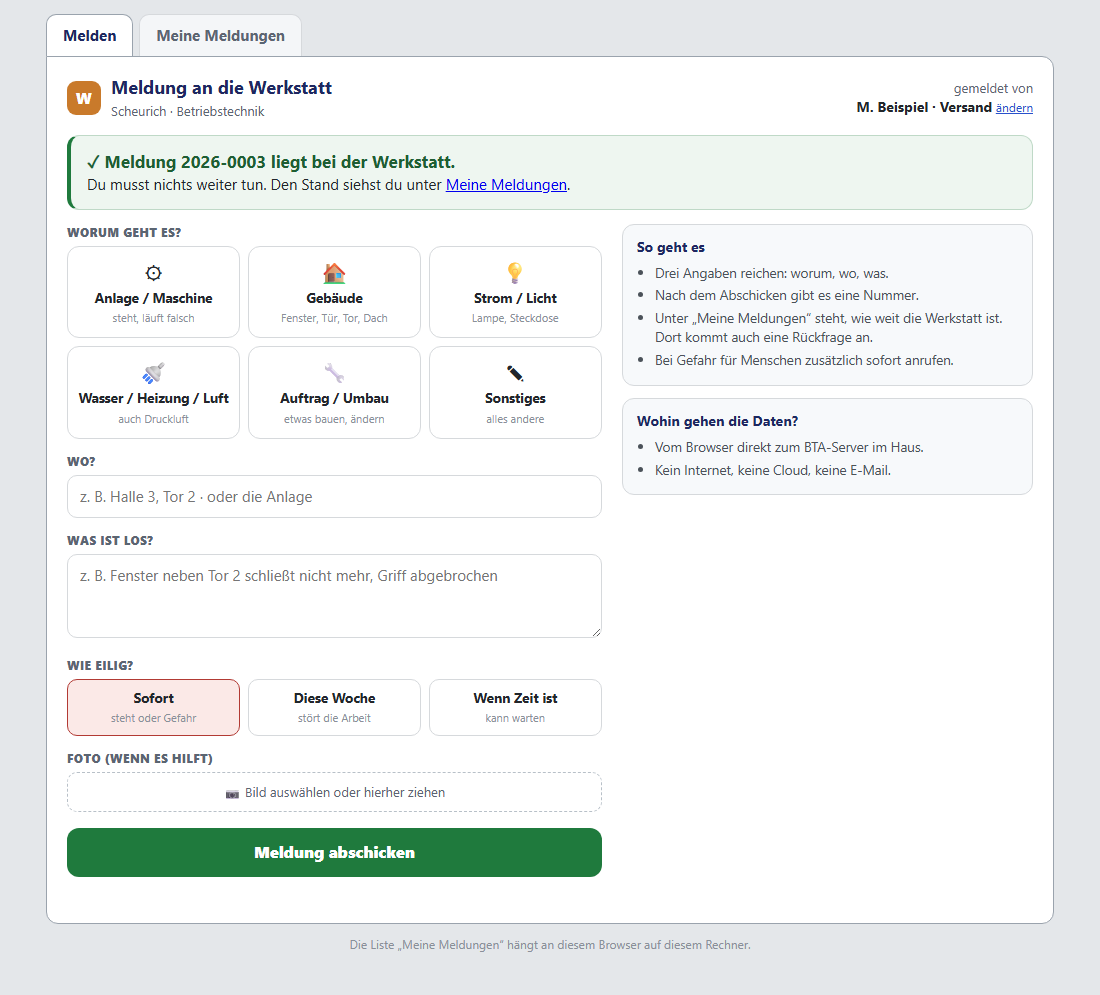 Melden
Meine Meldungen
W
Meldung an die Werkstatt
Scheurich · Betriebstechnik
gemeldet von
M. Beispiel · Versand ändern
✓ Meldung 2026-0003 liegt bei der Werkstatt.
Du musst nichts weiter tun. Den Stand siehst du unter Meine Meldungen.
WORUM GEHT ES?
Anlage / Maschine
steht, läuft falsch
Gebäude
Fenster, Tür, Tor, Dach
Strom / Licht
Lampe, Steckdose
Wasser / Heizung / Luft
auch Druckluft
Auftrag / Umbau
etwas bauen, ändern
Sonstiges
alles andere
WO?
z. B. Halle 3, Tor 2 · oder die Anlage
WAS IST LOS?
z. B. Fenster neben Tor 2 schließt nicht mehr, Griff abgebrochen
WIE EILIG?
Sofort
steht oder Gefahr
Diese Woche
stört die Arbeit
Wenn Zeit ist
kann warten
FOTO (WENN ES HILFT)
Bild auswählen oder hierher ziehen
Meldung abschicken
So geht es
Drei Angaben reichen: worum, wo, was.
Nach dem Abschicken gibt es eine Nummer.
Unter „Meine Meldungen“ steht, wie weit die Werkstatt ist.
Dort kommt auch eine Rückfrage an.
Bei Gefahr für Menschen zusätzlich sofort anrufen.
Wohin gehen die Daten?
Vom Browser direkt zum BTA-Server im Haus.
Kein Internet, keine Cloud, keine E-Mail.
Die Liste „Meine Meldungen“ hängt an diesem Browser auf diesem Rechner.